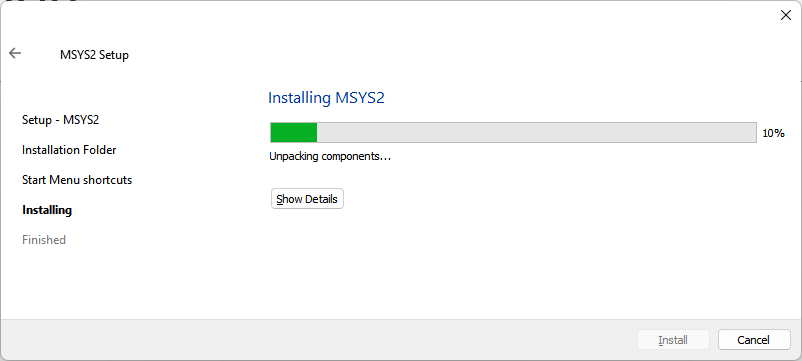 MSYS2 Setup
Setup - MSYS2
Installation Folder
Start Menu shortcuts
Installing
Finished
Installing MSYS2
10%
Unpacking components...
Show Details
Install
Cancel